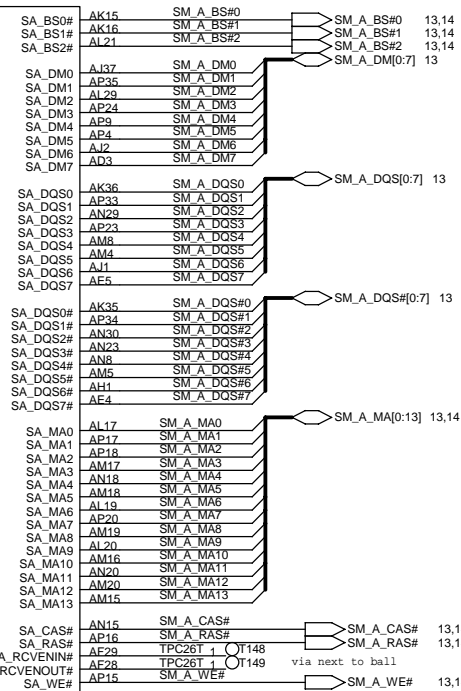 SA_BS0# AK15 SM_A_BS#0 SM_A_BS#0 13,14
SA_BS1# AK16 SM_A_BS#1 SM_A_BS#1 13,14
SA_BS2# AL21 SM_A_BS#2 SM_A_BS#2 13,14
SM_A_DM[0:7] 13
SA_DM0 AJ37 SM_A_DM0
SA_DM1 AP35 SM_A_DM1
SA_DM2 AL29 SM_A_DM2
SA_DM3 AP24 SM_A_DM3
SA_DM4 AP9 SM_A_DM4
SA_DM5 AP4 SM_A_DM5
SA_DM6 AJ2 SM_A_DM6
SA_DM7 AD3 SM_A_DM7
SM_A_DQS[0:7] 13
SA_DQS0 AK36 SM_A_DQS0
SA_DQS1 AP33 SM_A_DQS1
SA_DQS2 AN29 SM_A_DQS2
SA_DQS3 AP23 SM_A_DQS3
SA_DQS4 AM8 SM_A_DQS4
SA_DQS5 AM4 SM_A_DQS5
SA_DQS6 AJ1 SM_A_DQS6
SA_DQS7 AE5 SM_A_DQS7
SM_A_DQS#[0:7] 13
SA_DQS0# AK35 SM_A_DQS#0
SA_DQS1# AP34 SM_A_DQS#1
SA_DQS2# AN30 SM_A_DQS#2
SA_DQS3# AN23 SM_A_DQS#3
SA_DQS4# AN8 SM_A_DQS#4
SA_DQS5# AM5 SM_A_DQS#5
SA_DQS6# AH1 SM_A_DQS#6
SA_DQS7# AE4 SM_A_DQS#7
SM_A_MA[0:13] 13,14
SA_MA0 AL17 SM_A_MA0
SA_MA1 AP17 SM_A_MA1
SA_MA2 AP18 SM_A_MA2
SA_MA3 AM17 SM_A_MA3
SA_MA4 AN18 SM_A_MA4
SA_MA5 AM18 SM_A_MA5
SA_MA6 AL19 SM_A_MA6
SA_MA7 AP20 SM_A_MA7
SA_MA8 AM19 SM_A_MA8
SA_MA9 AL20 SM_A_MA9
SA_MA10 AM16 SM_A_MA10
SA_MA11 AN20 SM_A_MA11
SA_MA12 AM20 SM_A_MA12
SA_MA13 AM15 SM_A_MA13
SA_CAS# AN15 SM_A_CAS# SM_A_CAS# 13,1
SA_RAS# AP16 SM_A_RAS# SM_A_RAS# 13,1
A_RCVENIN# AF29 TPC26T 1 T148
RCVENOUT# AF28 TPC26T 1 T149 via next to ball
SA_WE# AP15 SM_A_WE# SM_A_WE# 13,1